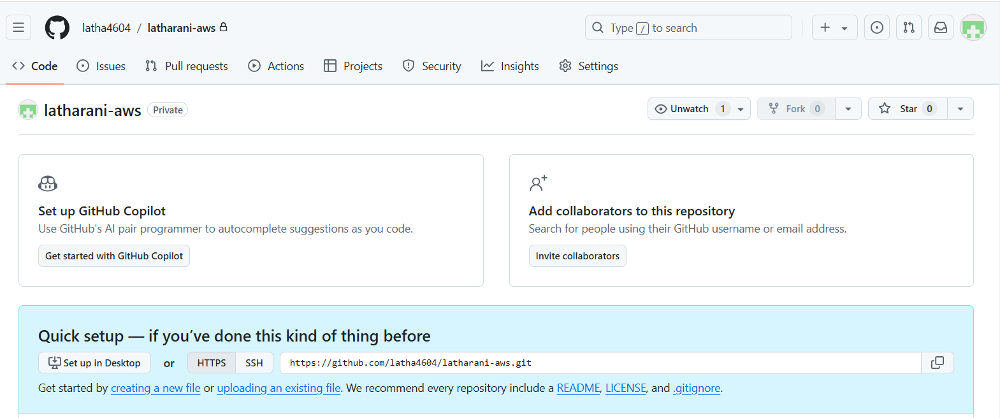 latha4604 / latharani-aws
Type / to search
Code Issues Pull requests Actions Projects Security Insights Settings
latharani-aws Private
Unwatch 1 Fork 0 Star 0
Set up GitHub Copilot
Use GitHub's AI pair programmer to autocomplete suggestions as you code.
Get started with GitHub Copilot
Add collaborators to this repository
Search for people using their GitHub username or email address.
Invite collaborators
Quick setup — if you’ve done this kind of thing before
Set up in Desktop or HTTPS SSH https://github.com/latha4604/latharani-aws.git
Get started by creating a new file or uploading an existing file. We recommend every repository include a README, LICENSE, and .gitignore.